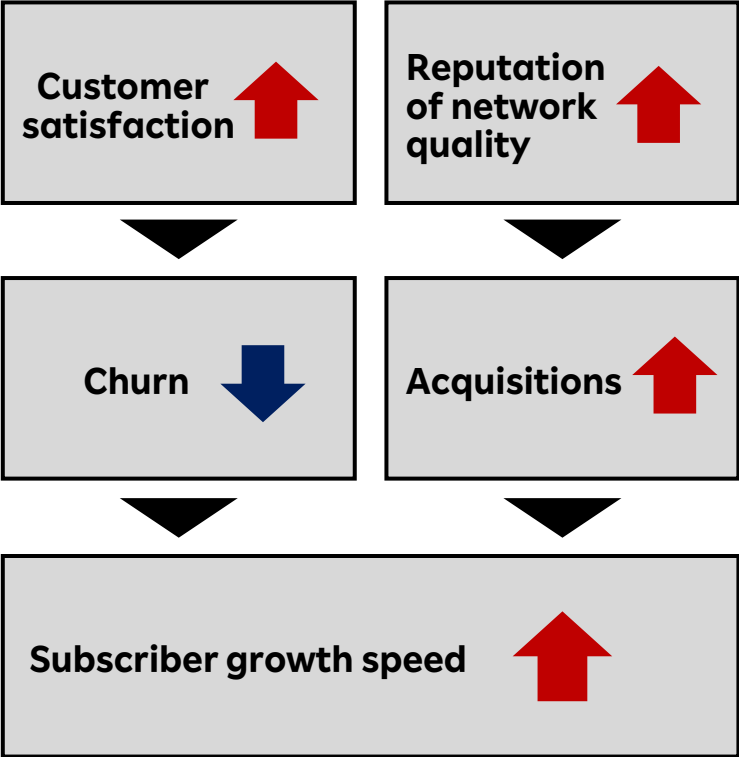 Customer
satisfaction
Reputation
of network
quality
Churn
Acquisitions
Subscriber growth speed